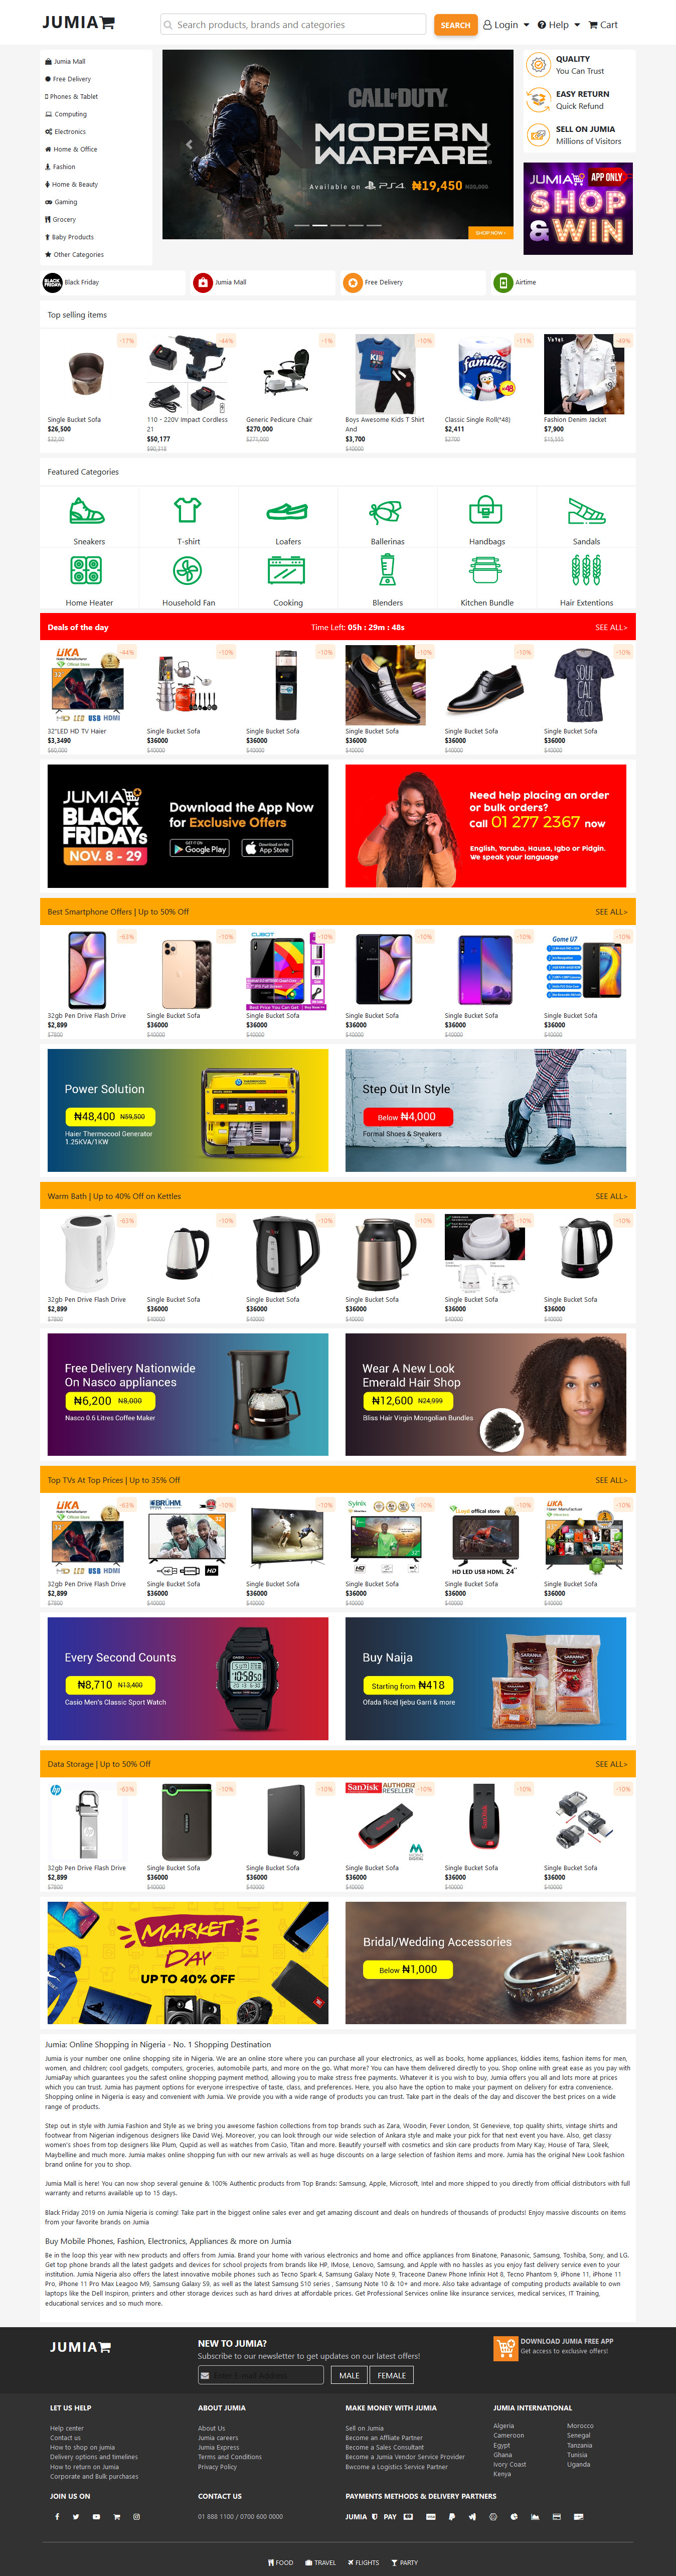 JUMIA
Search products, brands and categories
SEARCH
Login
Help
Cart
Jumia Mall
Free Delivery
Phones & Tablet
Computing
Electronics
Home & Office
Fashion
Home & Beauty
Gaming
Grocery
Baby Products
Other Categories
CALL OF DUTY
MODERN
WARFARE
Available on PS4 ₦19,450
SHOP NOW ›
QUALITY
You Can Trust
EASY RETURN
Quick Refund
SELL ON JUMIA
Millions of Visitors
JUMIA APP ONLY
SHOP
& WIN
Black Friday
Jumia Mall
Free Delivery
Airtime
Top selling items
-17% -44% -1% -10% -11% -49%
Single Bucket Sofa
$26,500
110 - 220V Impact Cordless
21
$50,177
Generic Pedicure Chair
$270,000
$271,000
Boys Awesome Kids T Shirt
And
$3,700
$40000
Classic Single Roll(*48)
$2,411
$2700
Fashion Denim Jacket
$7,900
Featured Categories
Sneakers
T-shirt
Loafers
Ballerinas
Handbags
Sandals
Home Heater
Household Fan
Cooking
Blenders
Kitchen Bundle
Hair Extentions
Deals of the day
Time Left: 05h : 29m : 48s
SEE ALL>
-44% -10% -10% -10% -10% -10%
32"LED HD TV Haier
$3,3490
Single Bucket Sofa
$36000
$40000
Single Bucket Sofa
$36000
$40000
Single Bucket Sofa
$36000
$40000
Single Bucket Sofa
$36000
$40000
Single Bucket Sofa
$36000
$40000
JUMIA
BLACK
FRIDAYS
NOV. 8 - 29
Download the App Now
for Exclusive Offers
GET IT ON
Google Play
Download on the
App Store
Need help placing an order
or bulk orders?
Call 01 277 2367 now
English, Yoruba, Hausa, Igbo or Pidgin.
We speak your language
Best Smartphone Offers | Up to 50% Off
SEE ALL>
-63% -10% -10% -10% -10% -10%
32gb Pen Drive Flash Drive
$2,899
$7800
Single Bucket Sofa
$36000
$40000
Single Bucket Sofa
$36000
$40000
Single Bucket Sofa
$36000
$40000
Single Bucket Sofa
$36000
$40000
Single Bucket Sofa
$36000
$40000
Power Solution
₦48,400 ₦59,500
Haier Thermocool Generator
1.25KVA/1KW
Step Out In Style
Below ₦4,000
Formal Shoes & Sneakers
Warm Bath | Up to 40% Off on Kettles
SEE ALL>
-63% -10% -10% -10% -10% -10%
32gb Pen Drive Flash Drive
$2,899
$7800
Single Bucket Sofa
$36000
$40000
Single Bucket Sofa
$36000
$40000
Single Bucket Sofa
$36000
$40000
Single Bucket Sofa
$36000
$40000
Single Bucket Sofa
$36000
$40000
Free Delivery Nationwide
On Nasco appliances
₦6,200 ₦8,000
Nasco 0.6 Litres Coffee Maker
Wear A New Look
Emerald Hair Shop
₦12,600 ₦24,999
Bliss Hair Virgin Mongolian Bundles
Top TVs At Top Prices | Up to 35% Off
SEE ALL>
-63% -10% -10% -10% -10% -10%
32gb Pen Drive Flash Drive
$2,899
$7800
Single Bucket Sofa
$36000
$40000
Single Bucket Sofa
$36000
$40000
Single Bucket Sofa
$36000
$40000
Single Bucket Sofa
$36000
$40000
Single Bucket Sofa
$36000
$40000
Every Second Counts
₦8,710 ₦13,400
Casio Men's Classic Sport Watch
Buy Naija
Starting from ₦418
Ofada Rice| Ijebu Garri & more
Data Storage | Up to 50% Off
SEE ALL>
-63% -10% -10% -10% -10% -10%
32gb Pen Drive Flash Drive
$2,899
$7800
Single Bucket Sofa
$36000
$40000
Single Bucket Sofa
$36000
$40000
Single Bucket Sofa
$36000
$40000
Single Bucket Sofa
$36000
$40000
Single Bucket Sofa
$36000
$40000
MARKET
DAY
UP TO 40% OFF
Bridal/Wedding Accessories
Below ₦1,000
Jumia: Online Shopping in Nigeria - No. 1 Shopping Destination
Jumia is your number one online shopping site in Nigeria. We are an online store where you can purchase all your electronics, as well as books, home appliances, kiddies items, fashion items for men,
women, and children; cool gadgets, computers, groceries, automobile parts, and more on the go. What more? You can have them delivered directly to you. Shop online with great ease as you pay with
JumiaPay which guarantees you the safest online shopping payment method, allowing you to make stress free payments. Whatever it is you wish to buy, Jumia offers you all and lots more at prices
which you can trust. Jumia has payment options for everyone irrespective of taste, class, and preferences. Here, you also have the option to make your payment on delivery for extra convenience.
Shopping online in Nigeria is easy and convenient with Jumia. We provide you with a wide range of products you can trust. Take part in the deals of the day and discover the best prices on a wide
range of products.
Step out in style with Jumia Fashion and Style as we bring you awesome fashion collections from top brands such as Zara, Woodin, Fever London, St Genevieve, top quality shirts, vintage shirts and
footwear from Nigerian indigenous designers like David Wej. Moreover, you can look through our wide selection of Ankara style and make your pick for that next event you have. Also, get classy
women's shoes from top designers like Plum, Qupid as well as watches from Casio, Titan and more. Beautify yourself with cosmetics and skin care products from Mary Kay, House of Tara, Sleek,
Maybelline and much more. Jumia makes online shopping fun with our new arrivals as well as huge discounts on a large selection of fashion items and more. Jumia has the original New Look fashion
brand online for you to shop.
Jumia Mall is here! You can now shop several genuine & 100% Authentic products from Top Brands: Samsung, Apple, Microsoft, Intel and more shipped to you directly from official distributors with full
warranty and returns available up to 15 days.
Black Friday 2019 on Jumia Nigeria is coming! Take part in the biggest online sales ever and get amazing discount and deals on hundreds of thousands of products! Enjoy massive discounts on items
from your favorite brands on Jumia
Buy Mobile Phones, Fashion, Electronics, Appliances & more on Jumia
Be in the loop this year with new products and offers from Jumia. Brand your home with various electronics and home and office appliances from Binatone, Panasonic, Samsung, Toshiba, Sony, and LG.
Get top phone brands all the latest gadgets and devices for school projects from brands like HP, IMose, Lenovo, Samsung, and Apple with no hassles as you enjoy fast delivery service even to your
institution. Jumia Nigeria also offers the latest innovative mobile phones such as Tecno Spark 4, Samsung Galaxy Note 9, Traceone Danew Phone Infinix Hot 8, Tecno Phantom 9, iPhone 11, iPhone 11
Pro, iPhone 11 Pro Max Leagoo M9, Samsung Galaxy S9, as well as the latest Samsung S10 series , Samsung Note 10 & 10+ and more. Also take advantage of computing products available to own
laptops like the Dell Inspiron, printers and other storage devices such as hard drives at affordable prices. Get Professional Services online like insurance services, medical services, IT Training,
educational services and so much more.
JUMIA
NEW TO JUMIA?
Subscribe to our newsletter to get updates on our latest offers!
Enter E-mail Address
MALE
FEMALE
DOWNLOAD JUMIA FREE APP
Get access to exclusive offers!
LET US HELP
Help center
Contact us
How to shop on jumia
Delivery options and timelines
How to return on Jumia
Corporate and Bulk purchases
ABOUT JUMIA
About Us
Jumia careers
Jumia Express
Terms and Conditions
Privacy Policy
MAKE MONEY WITH JUMIA
Sell on Jumia
Become an Affliate Partner
Become a Sales Consultant
Become a Jumia Vendor Service Provider
Bwcome a Logistics Service Partner
JUMIA INTERNATIONAL
Algeria
Cameroon
Egypt
Ghana
Ivory Coast
Kenya
Morocco
Senegal
Tanzania
Tunisia
Uganda
JOIN US ON
CONTACT US
01 888 1100 / 0700 600 0000
PAYMENTS METHODS & DELIVERY PARTNERS
JUMIA PAY
FOOD
TRAVEL
FLIGHTS
PARTY